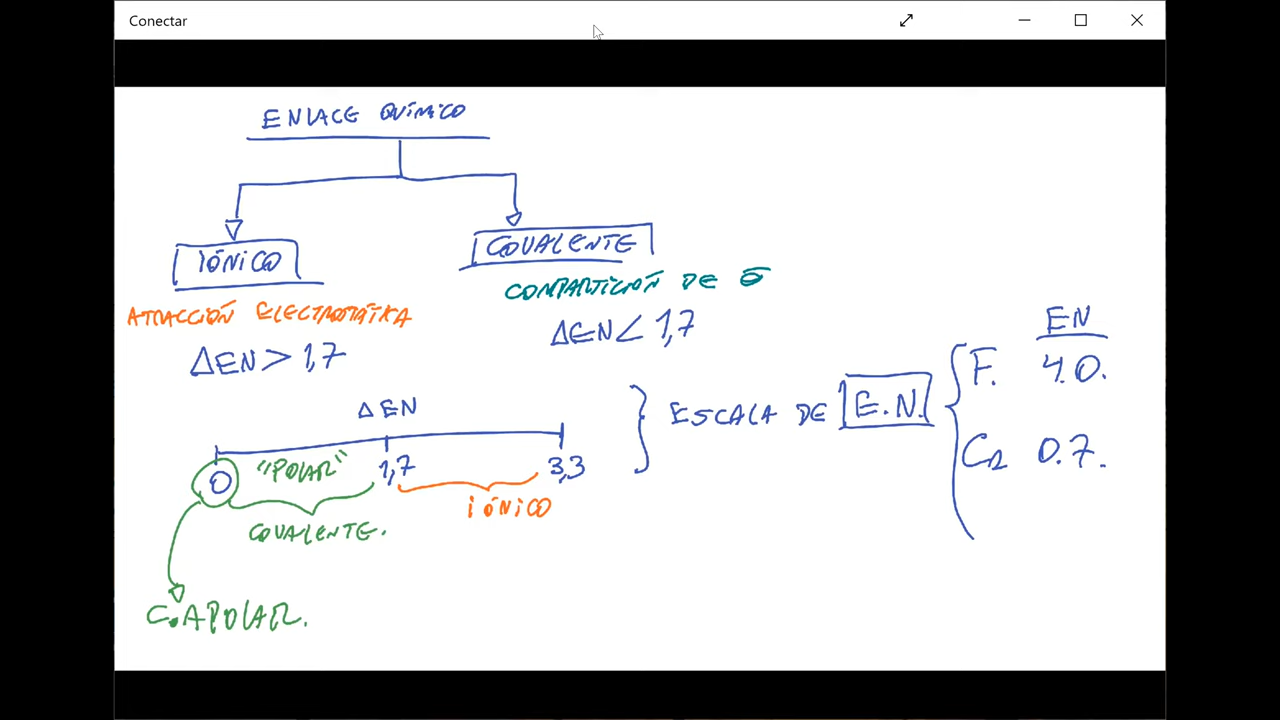 Conectar
ENLACE QUÍMICO
IÓNICO
COVALENTE
ATRACCIÓN ELECTROSTÁTICA
COMPARTICIÓN DE
ΔEN > 1,7
ΔEN < 1,7
ΔEN
0 "POLAR" 1,7 3,3
COVALENTE.
IÓNICO
C. APOLAR.
ESCALA DE E.N.
EN
F. 4.0.
0.7.